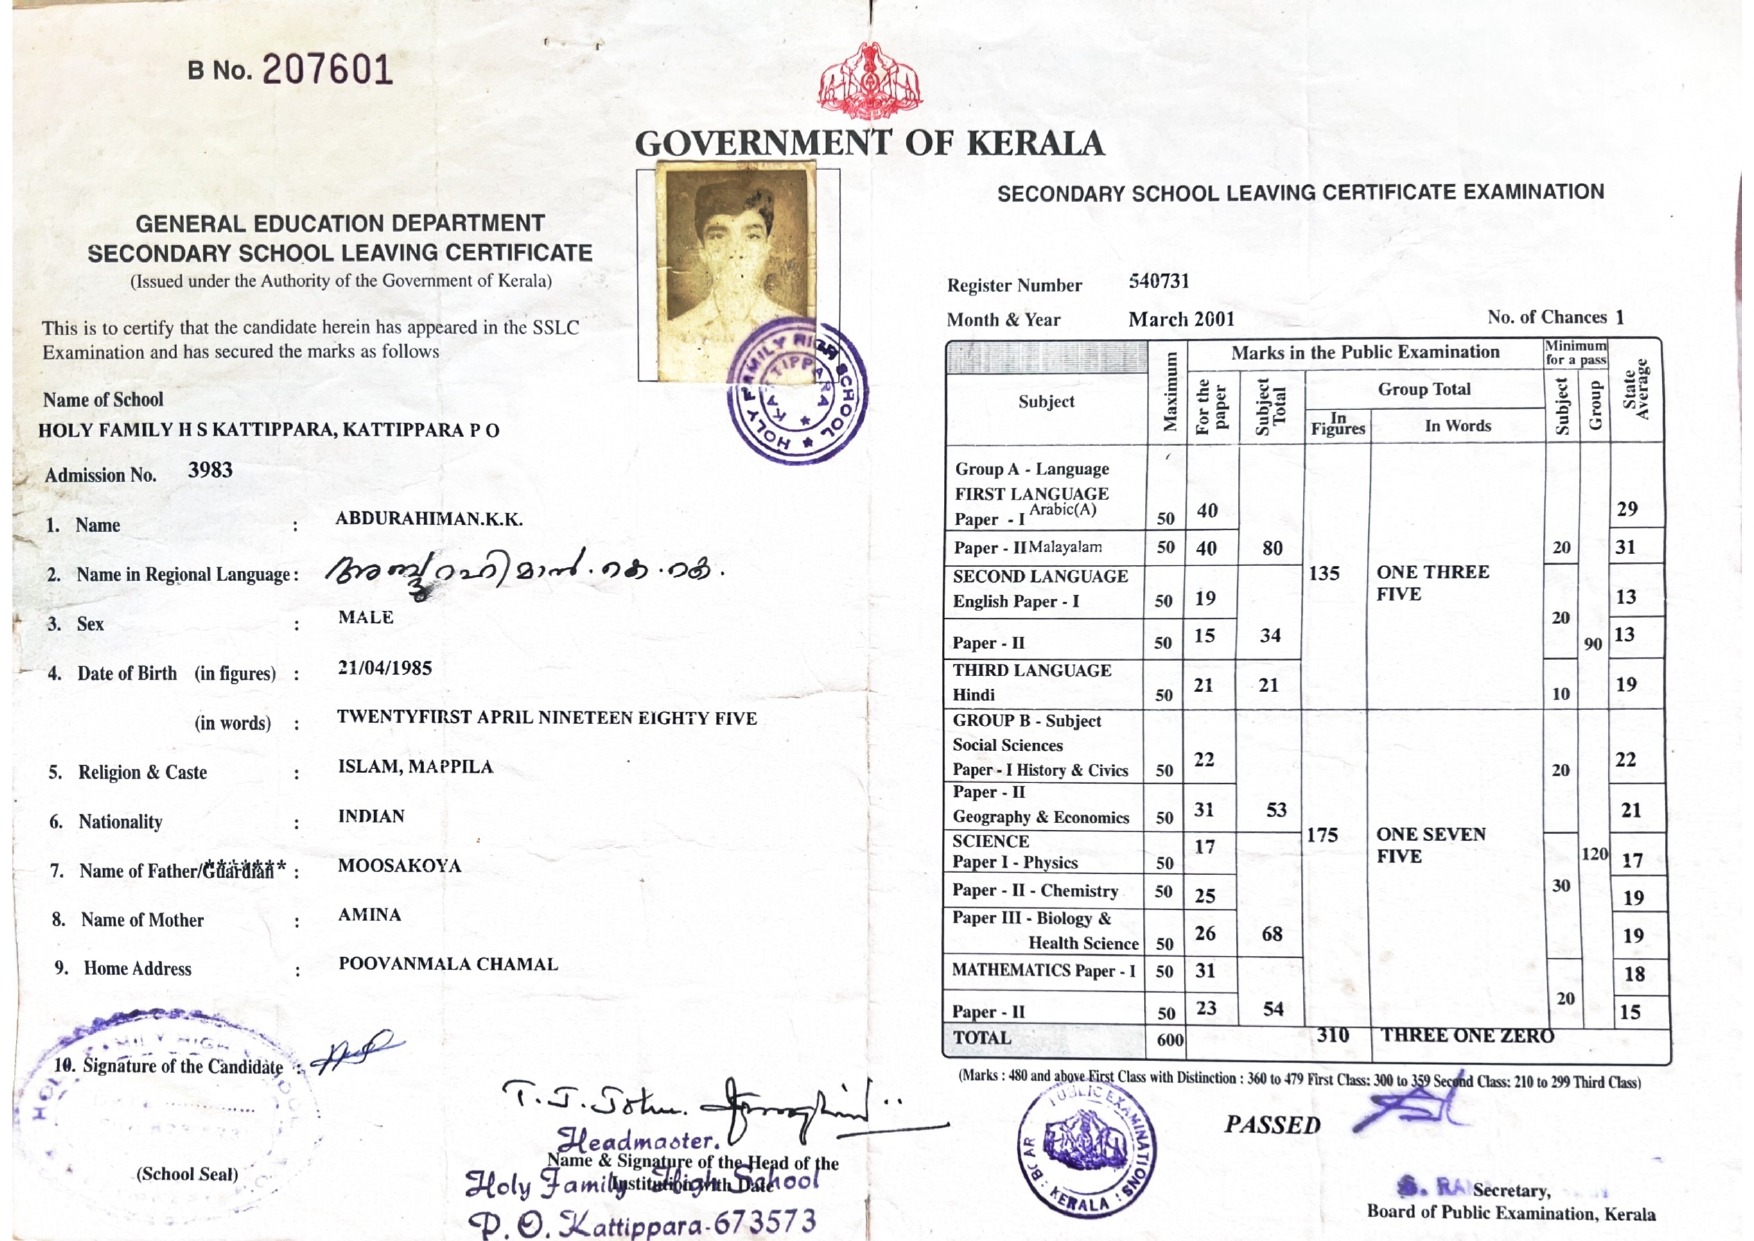 B No. 207601
GOVERNMENT OF KERALA
GENERAL EDUCATION DEPARTMENT
SECONDARY SCHOOL LEAVING CERTIFICATE
(Issued under the Authority of the Government of Kerala)
This is to certify that the candidate herein has appeared in the SSLC
Examination and has secured the marks as follows
Name of School
HOLY FAMILY H S KATTIPPARA, KATTIPPARA P O
Admission No. 3983
1. Name : ABDURAHIMAN.K.K.
2. Name in Regional Language : അബ്ദുറഹിമാൻ.കെ.കെ.
3. Sex : MALE
4. Date of Birth (in figures) : 21/04/1985
(in words) : TWENTYFIRST APRIL NINETEEN EIGHTY FIVE
5. Religion & Caste : ISLAM, MAPPILA
6. Nationality : INDIAN
7. Name of Father/Guardian : MOOSAKOYA
8. Name of Mother : AMINA
9. Home Address : POOVANMALA CHAMAL
10. Signature of the Candidate :
(School Seal)
T. J. John.
Headmaster.
Name & Signature of the Head of the
Institution with Date
Holy Family High School
P. O. Kattippara-673573
HOLY FAMILY HIGH SCHOOL
KATTIPPARA
SECONDARY SCHOOL LEAVING CERTIFICATE EXAMINATION
Register Number 540731
Month & Year March 2001 No. of Chances 1
Subject Maximum Marks in the Public Examination Minimum for a pass State Average
For the paper Subject Total Group Total Subject Group
In Figures In Words
Group A - Language
FIRST LANGUAGE
Paper - I Arabic(A) 50 40 29
Paper - II Malayalam 50 40 80 20 31
SECOND LANGUAGE 135 ONE THREE FIVE
English Paper - I 50 19 13
Paper - II 50 15 34 20 90 13
THIRD LANGUAGE
Hindi 50 21 21 10 19
GROUP B - Subject
Social Sciences
Paper - I History & Civics 50 22 20 22
Paper - II
Geography & Economics 50 31 53 21
SCIENCE 175 ONE SEVEN FIVE
Paper I - Physics 50 17 120 17
Paper - II - Chemistry 50 25 30 19
Paper III - Biology &
Health Science 50 26 68 19
MATHEMATICS Paper - I 50 31 18
Paper - II 50 23 54 20 15
TOTAL 600 310 THREE ONE ZERO
(Marks : 480 and above First Class with Distinction : 360 to 479 First Class: 300 to 359 Second Class: 210 to 299 Third Class)
PUBLIC EXAMINATIONS
KERALA
PASSED
Secretary,
Board of Public Examination, Kerala